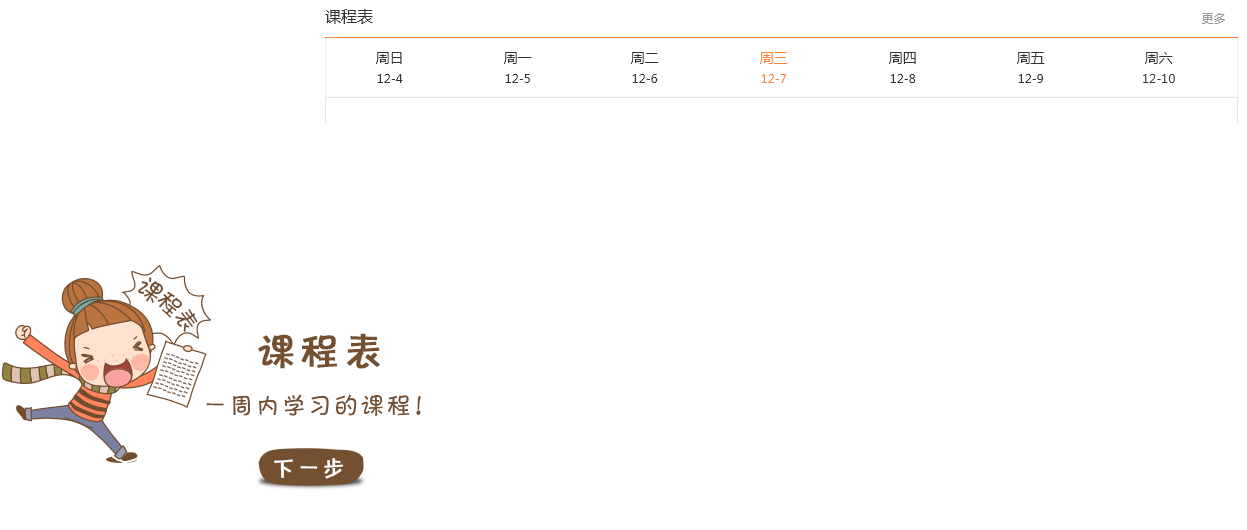 课程表 更多
周日 周一 周二 周三 周四 周五 周六
12-4 12-5 12-6 12-7 12-8 12-9 12-10
课程表
课程表
一周内学习的课程!
下一步